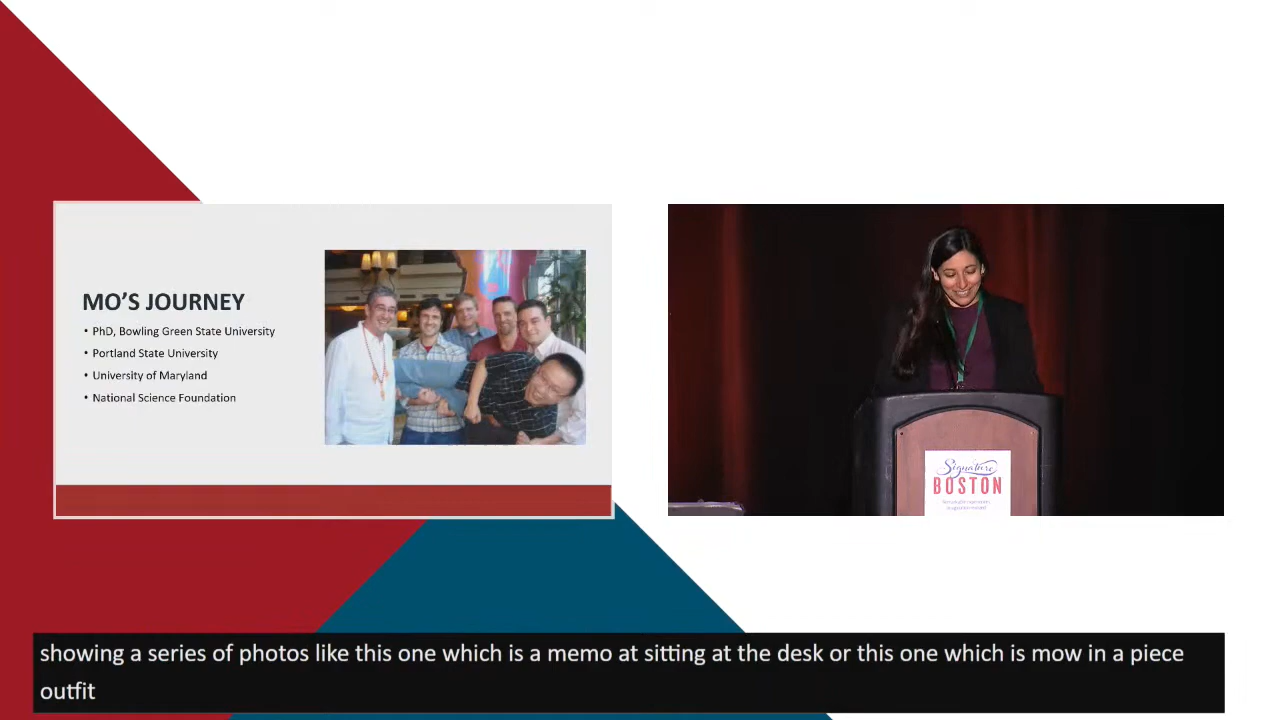 MO'S JOURNEY
• PhD, Bowling Green State University
• Portland State University
• University of Maryland
• National Science Foundation
Signature
BOSTON
showing a series of photos like this one which is a memo at sitting at the desk or this one which is mow in a piece
outfit